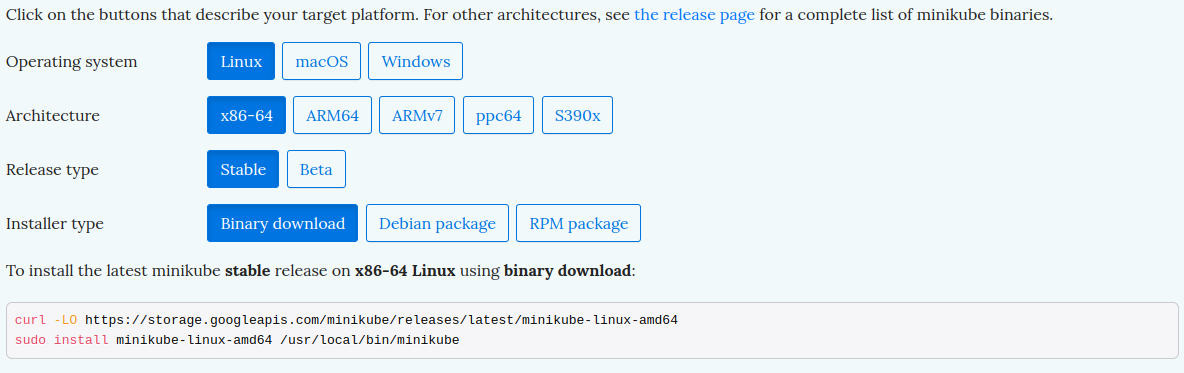 Click on the buttons that describe your target platform. For other architectures, see the release page for a complete list of minikube binaries.
Operating system Linux macOS Windows
Architecture x86-64 ARM64 ARMv7 ppc64 S390x
Release type Stable Beta
Installer type Binary download Debian package RPM package
To install the latest minikube stable release on x86-64 Linux using binary download:
curl -LO https://storage.googleapis.com/minikube/releases/latest/minikube-linux-amd64
sudo install minikube-linux-amd64 /usr/local/bin/minikube